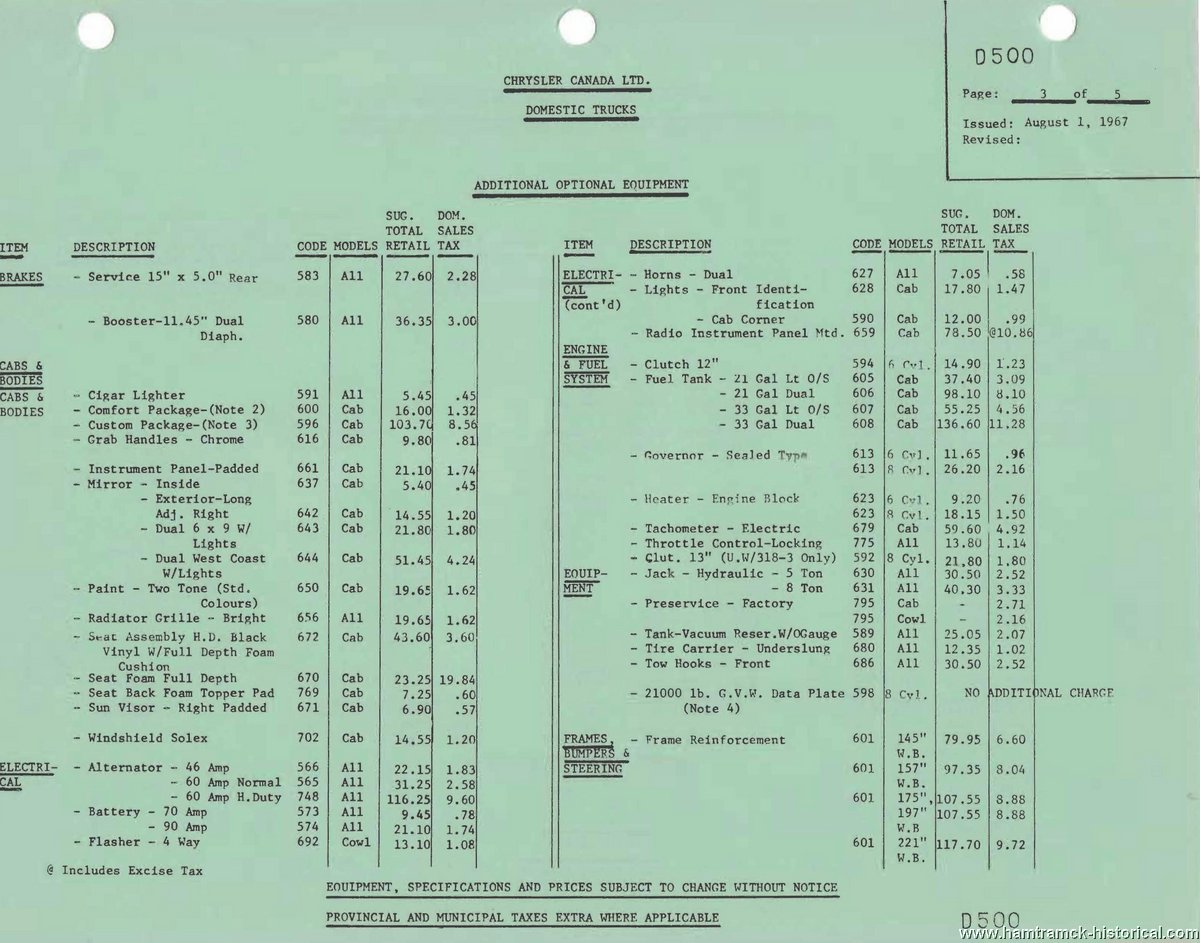 D500
Page: 3 of 5
Issued: August 1, 1967
Revised:
CHRYSLER CANADA LTD.
DOMESTIC TRUCKS
ADDITIONAL OPTIONAL EQUIPMENT
SUG. DOM.
TOTAL SALES
ITEM DESCRIPTION CODE MODELS RETAIL TAX
BRAKES - Service 15" x 5.0" Rear 583 All 27.60 2.28
- Booster-11.45" Dual 580 All 36.35 3.00
Diaph.
CABS &
BODIES
CABS & - Cigar Lighter 591 All 5.45 .45
BODIES - Comfort Package-(Note 2) 600 Cab 16.00 1.32
- Custom Package-(Note 3) 596 Cab 103.70 8.56
- Grab Handles - Chrome 616 Cab 9.80 .81
- Instrument Panel-Padded 661 Cab 21.10 1.74
- Mirror - Inside 637 Cab 5.40 .45
- Exterior-Long
Adj. Right 642 Cab 14.55 1.20
- Dual 6 x 9 W/ 643 Cab 21.80 1.80
Lights
- Dual West Coast 644 Cab 51.45 4.24
W/Lights
- Paint - Two Tone (Std. 650 Cab 19.65 1.62
Colours)
- Radiator Grille - Bright 656 All 19.65 1.62
- Seat Assembly H.D. Black 672 Cab 43.60 3.60
Vinyl W/Full Depth Foam
Cushion
- Seat Foam Full Depth 670 Cab 23.25 19.84
- Seat Back Foam Topper Pad 769 Cab 7.25 .60
- Sun Visor - Right Padded 671 Cab 6.90 .57
- Windshield Solex 702 Cab 14.55 1.20
ELECTRI- - Alternator - 46 Amp 566 All 22.15 1.83
CAL - 60 Amp Normal 565 All 31.25 2.58
- 60 Amp H.Duty 748 All 116.25 9.60
- Battery - 70 Amp 573 All 9.45 .78
- 90 Amp 574 All 21.10 1.74
- Flasher - 4 Way 692 Cowl 13.10 1.08
@ Includes Excise Tax
SUG. DOM.
TOTAL SALES
ITEM DESCRIPTION CODE MODELS RETAIL TAX
ELECTRI- - Horns - Dual 627 All 7.05 .58
CAL - Lights - Front Identi- 628 Cab 17.80 1.47
(cont'd) fication
- Cab Corner 590 Cab 12.00 .99
- Radio Instrument Panel Mtd. 659 Cab 78.50 @10.86
ENGINE
& FUEL - Clutch 12" 594 6 Cyl. 14.90 1.23
SYSTEM - Fuel Tank - 21 Gal Lt O/S 605 Cab 37.40 3.09
- 21 Gal Dual 606 Cab 98.10 8.10
- 33 Gal Lt O/S 607 Cab 55.25 4.56
- 33 Gal Dual 608 Cab 136.60 11.28
- Governor - Sealed Type 613 6 Cyl. 11.65 .96
613 8 Cyl. 26.20 2.16
- Heater - Engine Block 623 6 Cyl. 9.20 .76
623 8 Cyl. 18.15 1.50
- Tachometer - Electric 679 Cab 59.60 4.92
- Throttle Control-Locking 775 All 13.80 1.14
- Clut. 13" (U.W/318-3 Only) 592 8 Cyl. 21,80 1.80
EQUIP- - Jack - Hydraulic - 5 Ton 630 All 30.50 2.52
MENT - 8 Ton 631 All 40.30 3.33
- Preservice - Factory 795 Cab - 2.71
795 Cowl - 2.16
- Tank-Vacuum Reser.W/OGauge 589 All 25.05 2.07
- Tire Carrier - Underslung 680 All 12.35 1.02
- Tow Hooks - Front 686 All 30.50 2.52
- 21000 lb. G.V.W. Data Plate 598 8 Cyl. NO ADDITIONAL CHARGE
(Note 4)
FRAMES, - Frame Reinforcement 601 145" 79.95 6.60
BUMPERS & W.B.
STEERING 601 157" 97.35 8.04
W.B.
601 175", 107.55 8.88
197" 107.55 8.88
W.B
601 221" 117.70 9.72
W.B.
EQUIPMENT, SPECIFICATIONS AND PRICES SUBJECT TO CHANGE WITHOUT NOTICE
PROVINCIAL AND MUNICIPAL TAXES EXTRA WHERE APPLICABLE
D500
www.hamtramck-historical.com